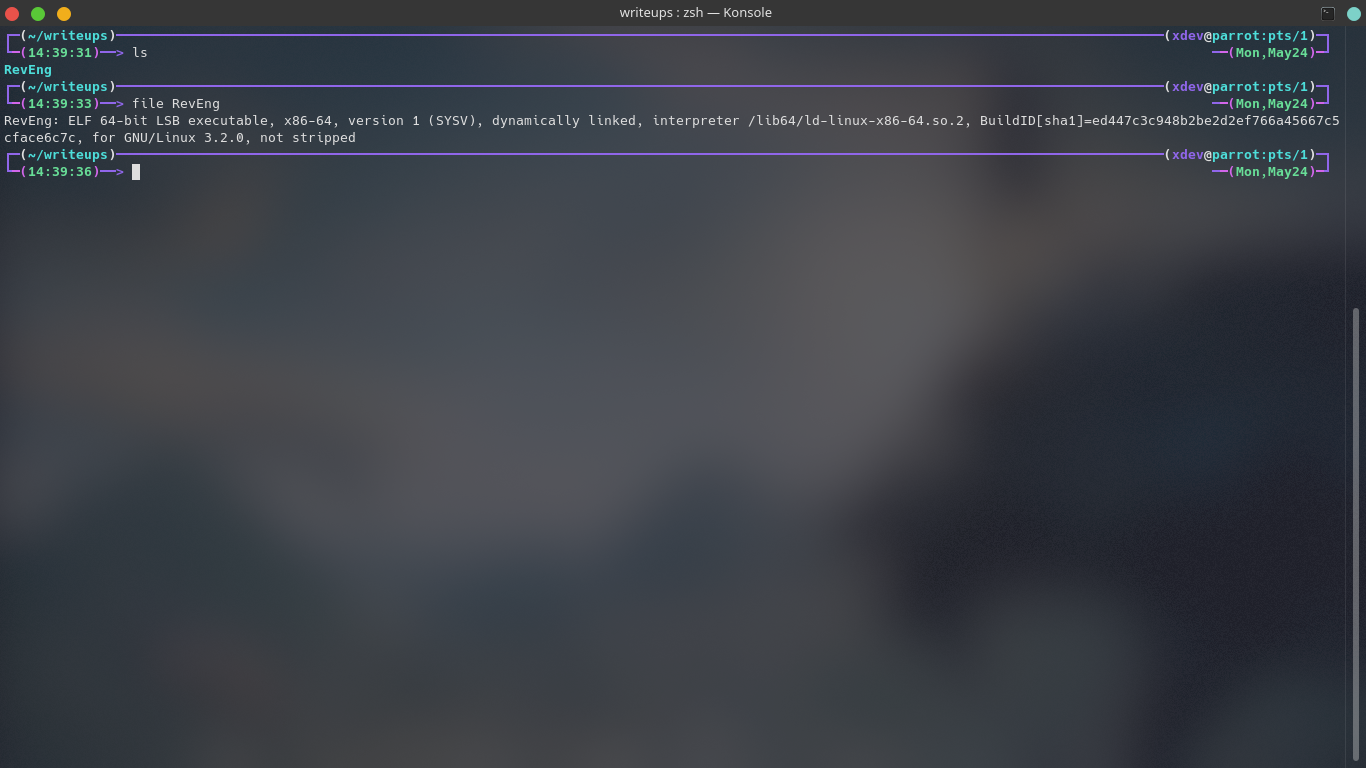 writeups : zsh — Konsole
(~/writeups) (xdev@parrot:pts/1)
(14:39:31)—> ls (Mon,May24)
RevEng
(~/writeups) (xdev@parrot:pts/1)
(14:39:33)—> file RevEng (Mon,May24)
RevEng: ELF 64-bit LSB executable, x86-64, version 1 (SYSV), dynamically linked, interpreter /lib64/ld-linux-x86-64.so.2, BuildID[sha1]=ed447c3c948b2be2d2ef766a45667c5
cface6c7c, for GNU/Linux 3.2.0, not stripped
(~/writeups) (xdev@parrot:pts/1)
(14:39:36)—> (Mon,May24)